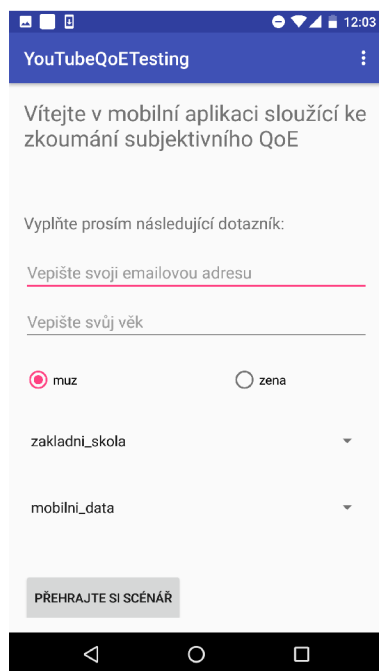 12:03
YouTubeQoETesting
Vítejte v mobilní aplikaci sloužící ke
zkoumání subjektivního QoE
Vyplňte prosím následující dotazník:
Vepište svoji emailovou adresu
Vepište svůj věk
muz
zena
zakladni_skola
mobilni_data
PŘEHRAJTE SI SCÉNÁŘ